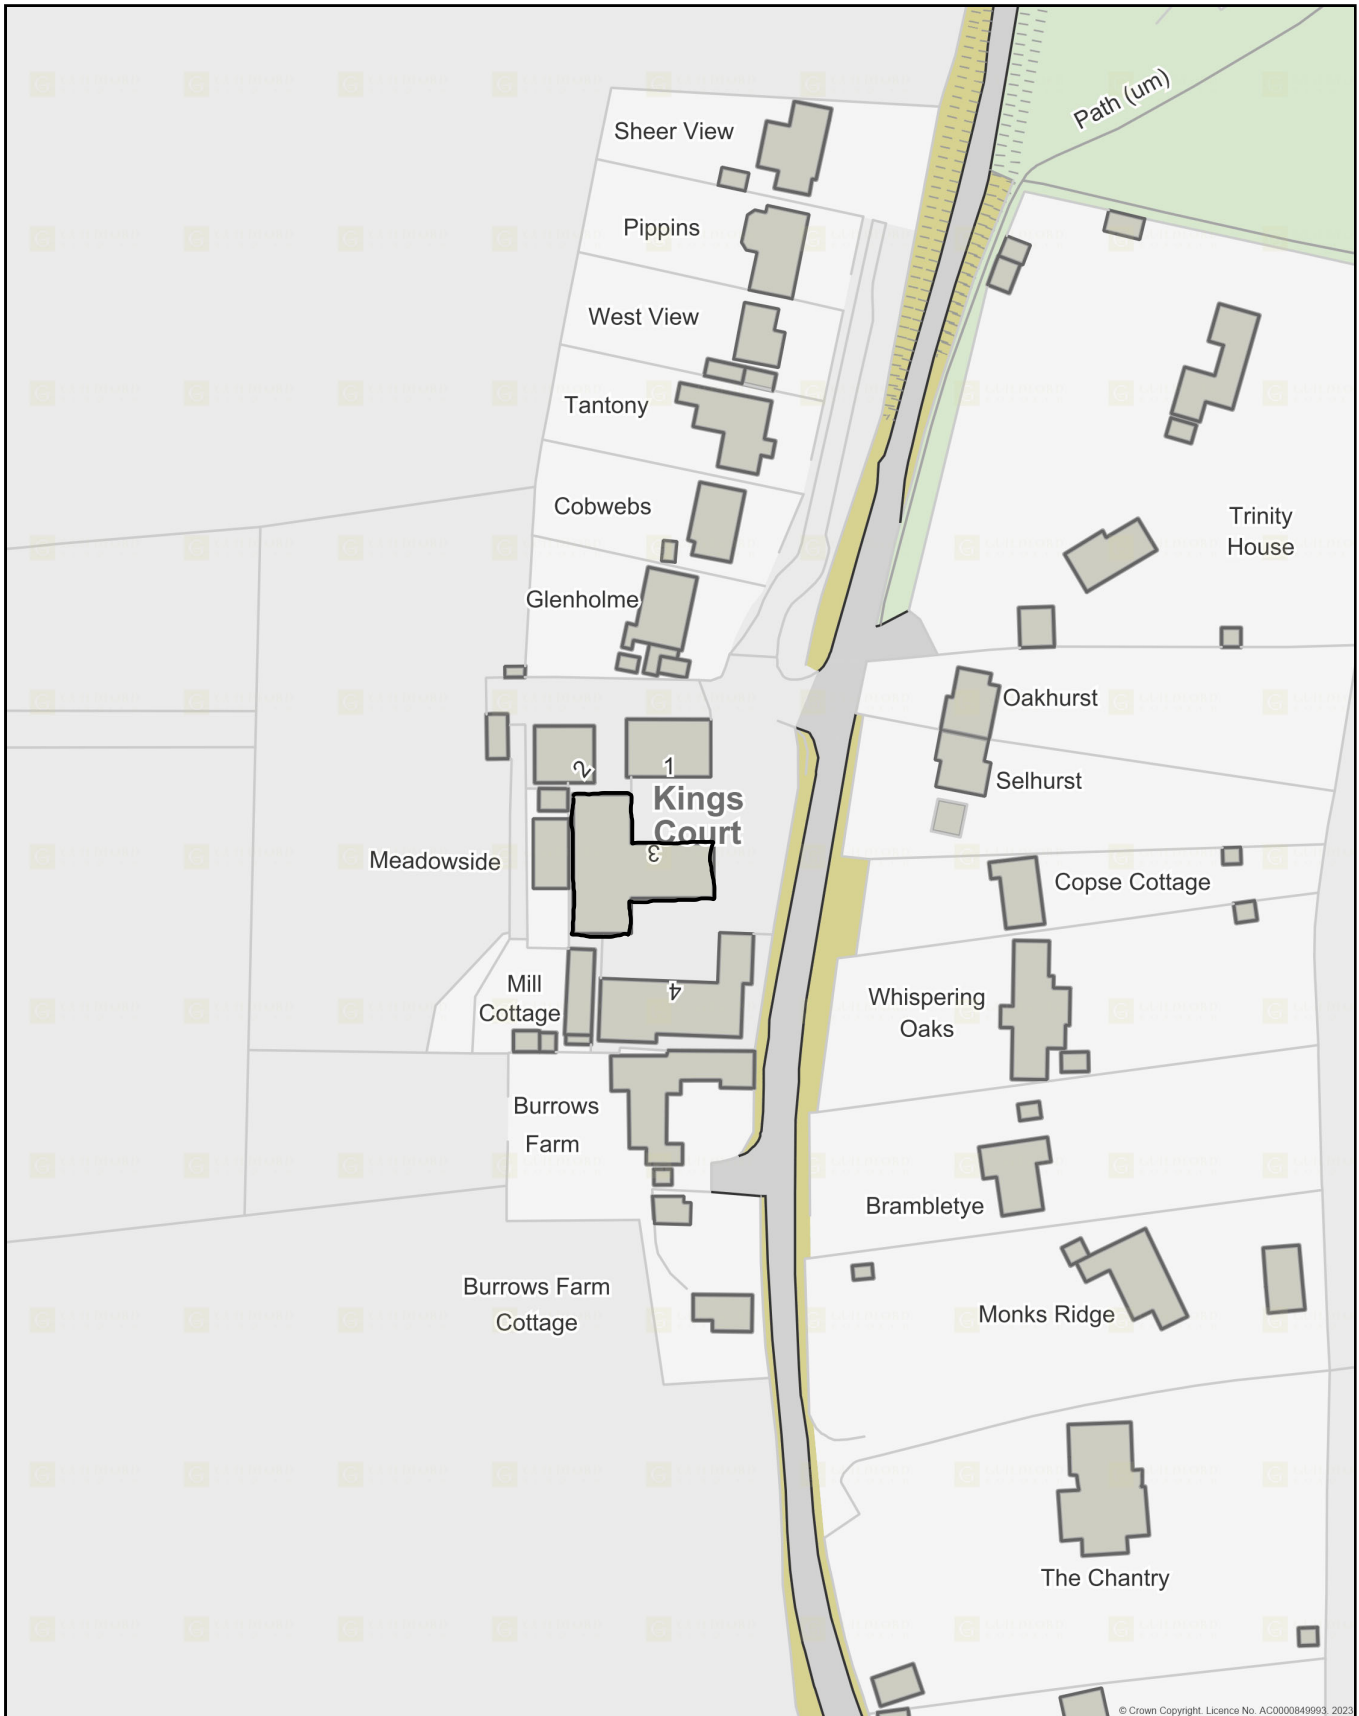 Path (um)
Sheer View
Pippins
West View
Tantony
Cobwebs
Trinity
House
Glenholme
Oakhurst
Selhurst
2
1
Kings
Court
3
Meadowside
Copse Cottage
Mill
Cottage
4
Whispering
Oaks
Burrows
Farm
Brambletye
Burrows Farm
Cottage
Monks Ridge
The Chantry
© Crown Copyright. Licence No. AC0000849993. 2023